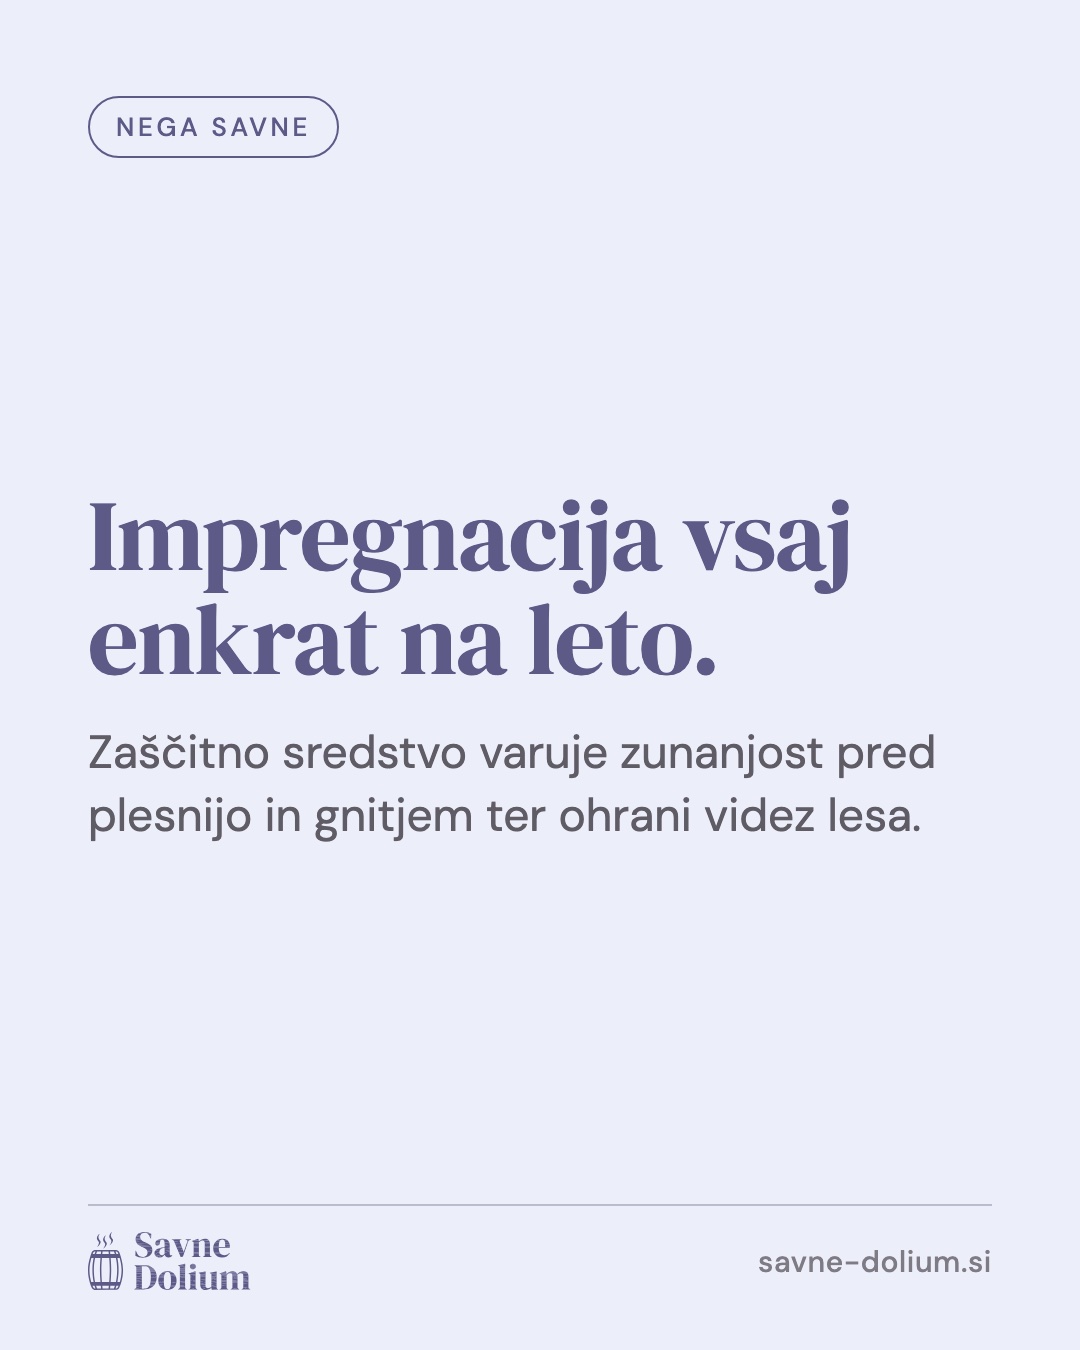 NEGA SAVNE
Impregnacija vsaj
enkrat na leto.
Zaščitno sredstvo varuje zunanjost pred
plesnijo in gnitjem ter ohrani videz lesa.
Savne
Dolium
savne-dolium.si